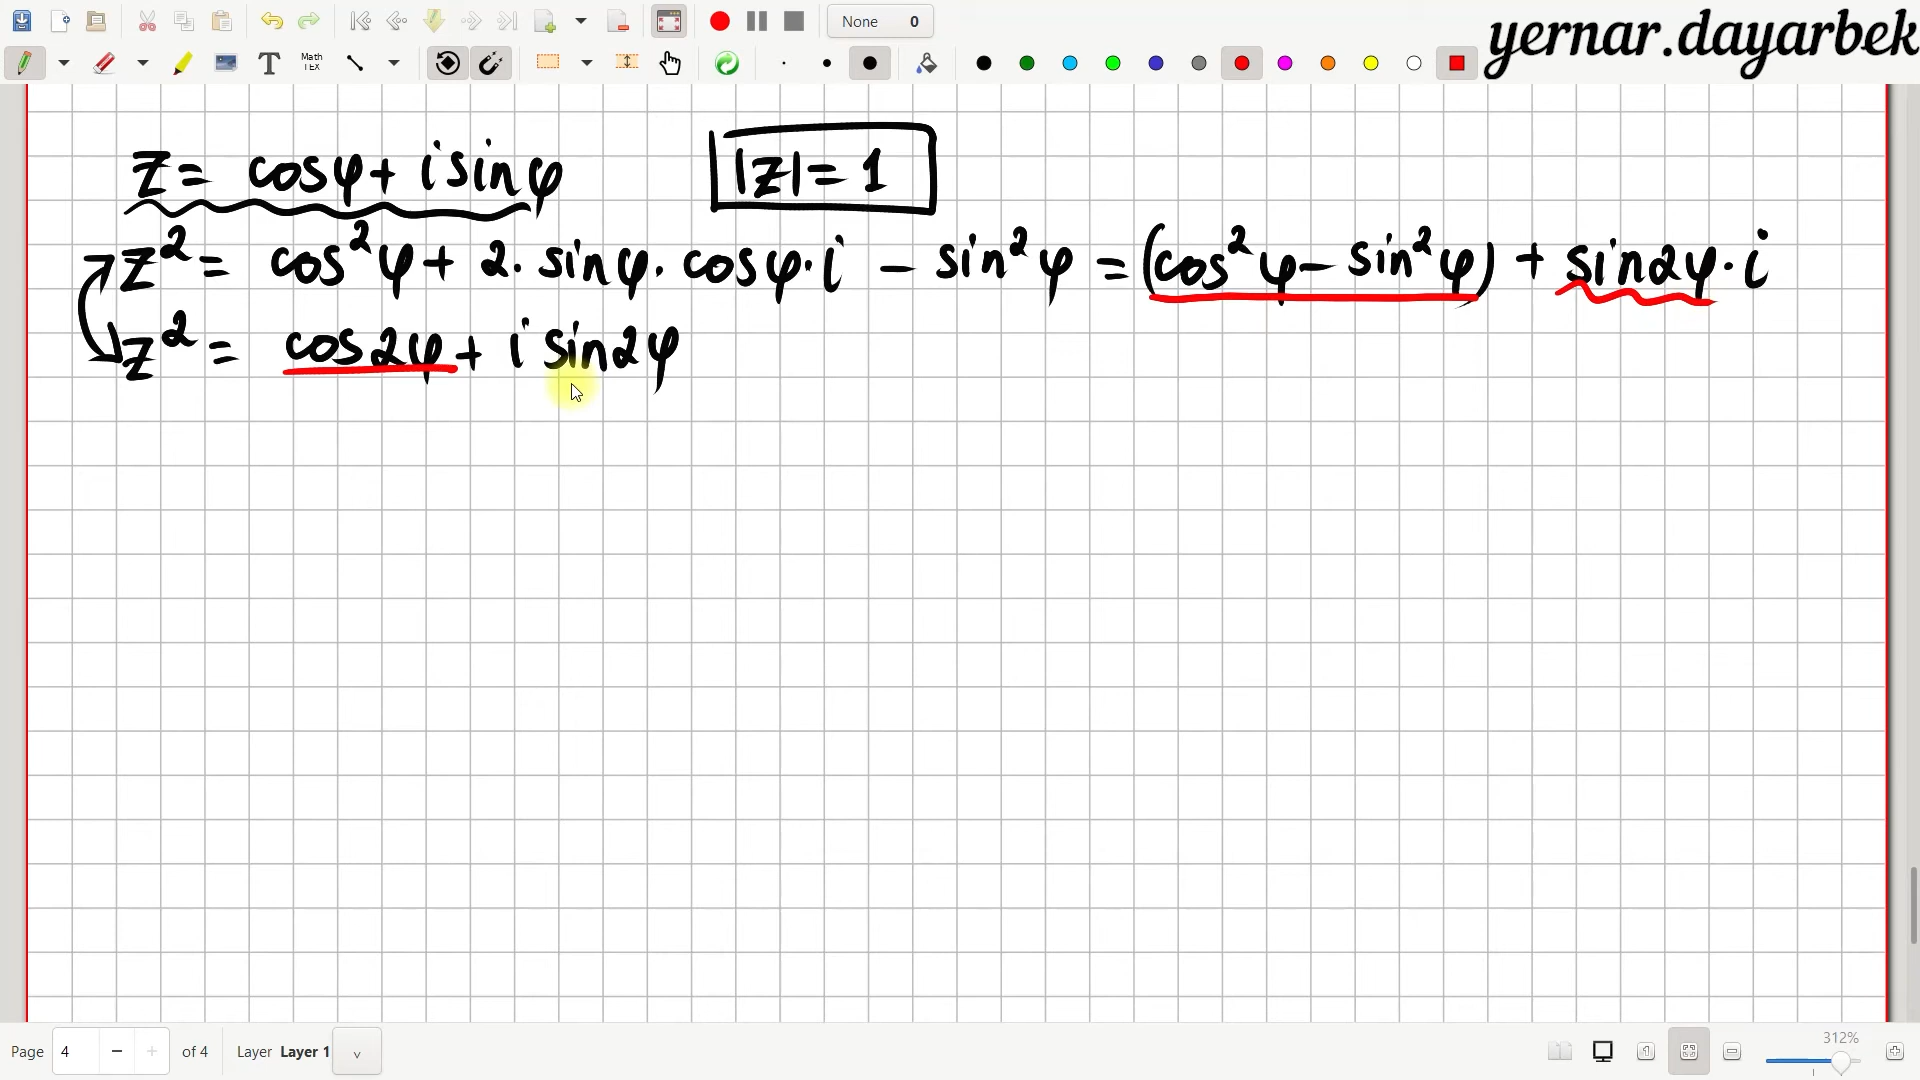 None 0
yernar.dayarbek
Math
TEX
z = cosφ + i sinφ |z| = 1
z² = cos²φ + 2· sinφ· cosφ· i − sin²φ = (cos²φ − sin²φ) + sin2φ· i
z² = cos2φ + i sin2φ
Page 4 of 4 Layer Layer 1 312%